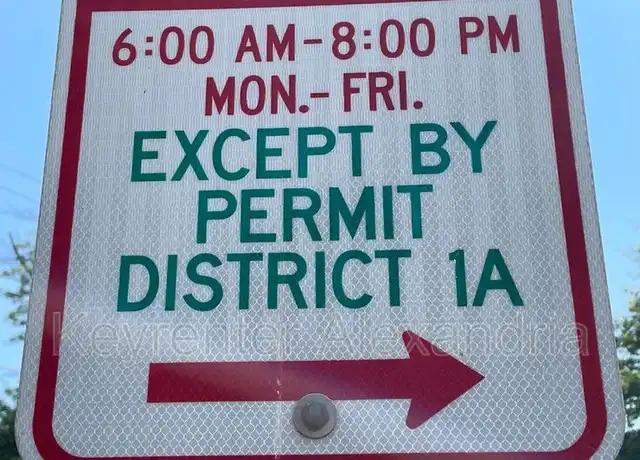 6:00 AM-8:00 PM
MON.-FRI.
EXCEPT BY
PERMIT
DISTRICT 1A
Keyrenter Alexandria